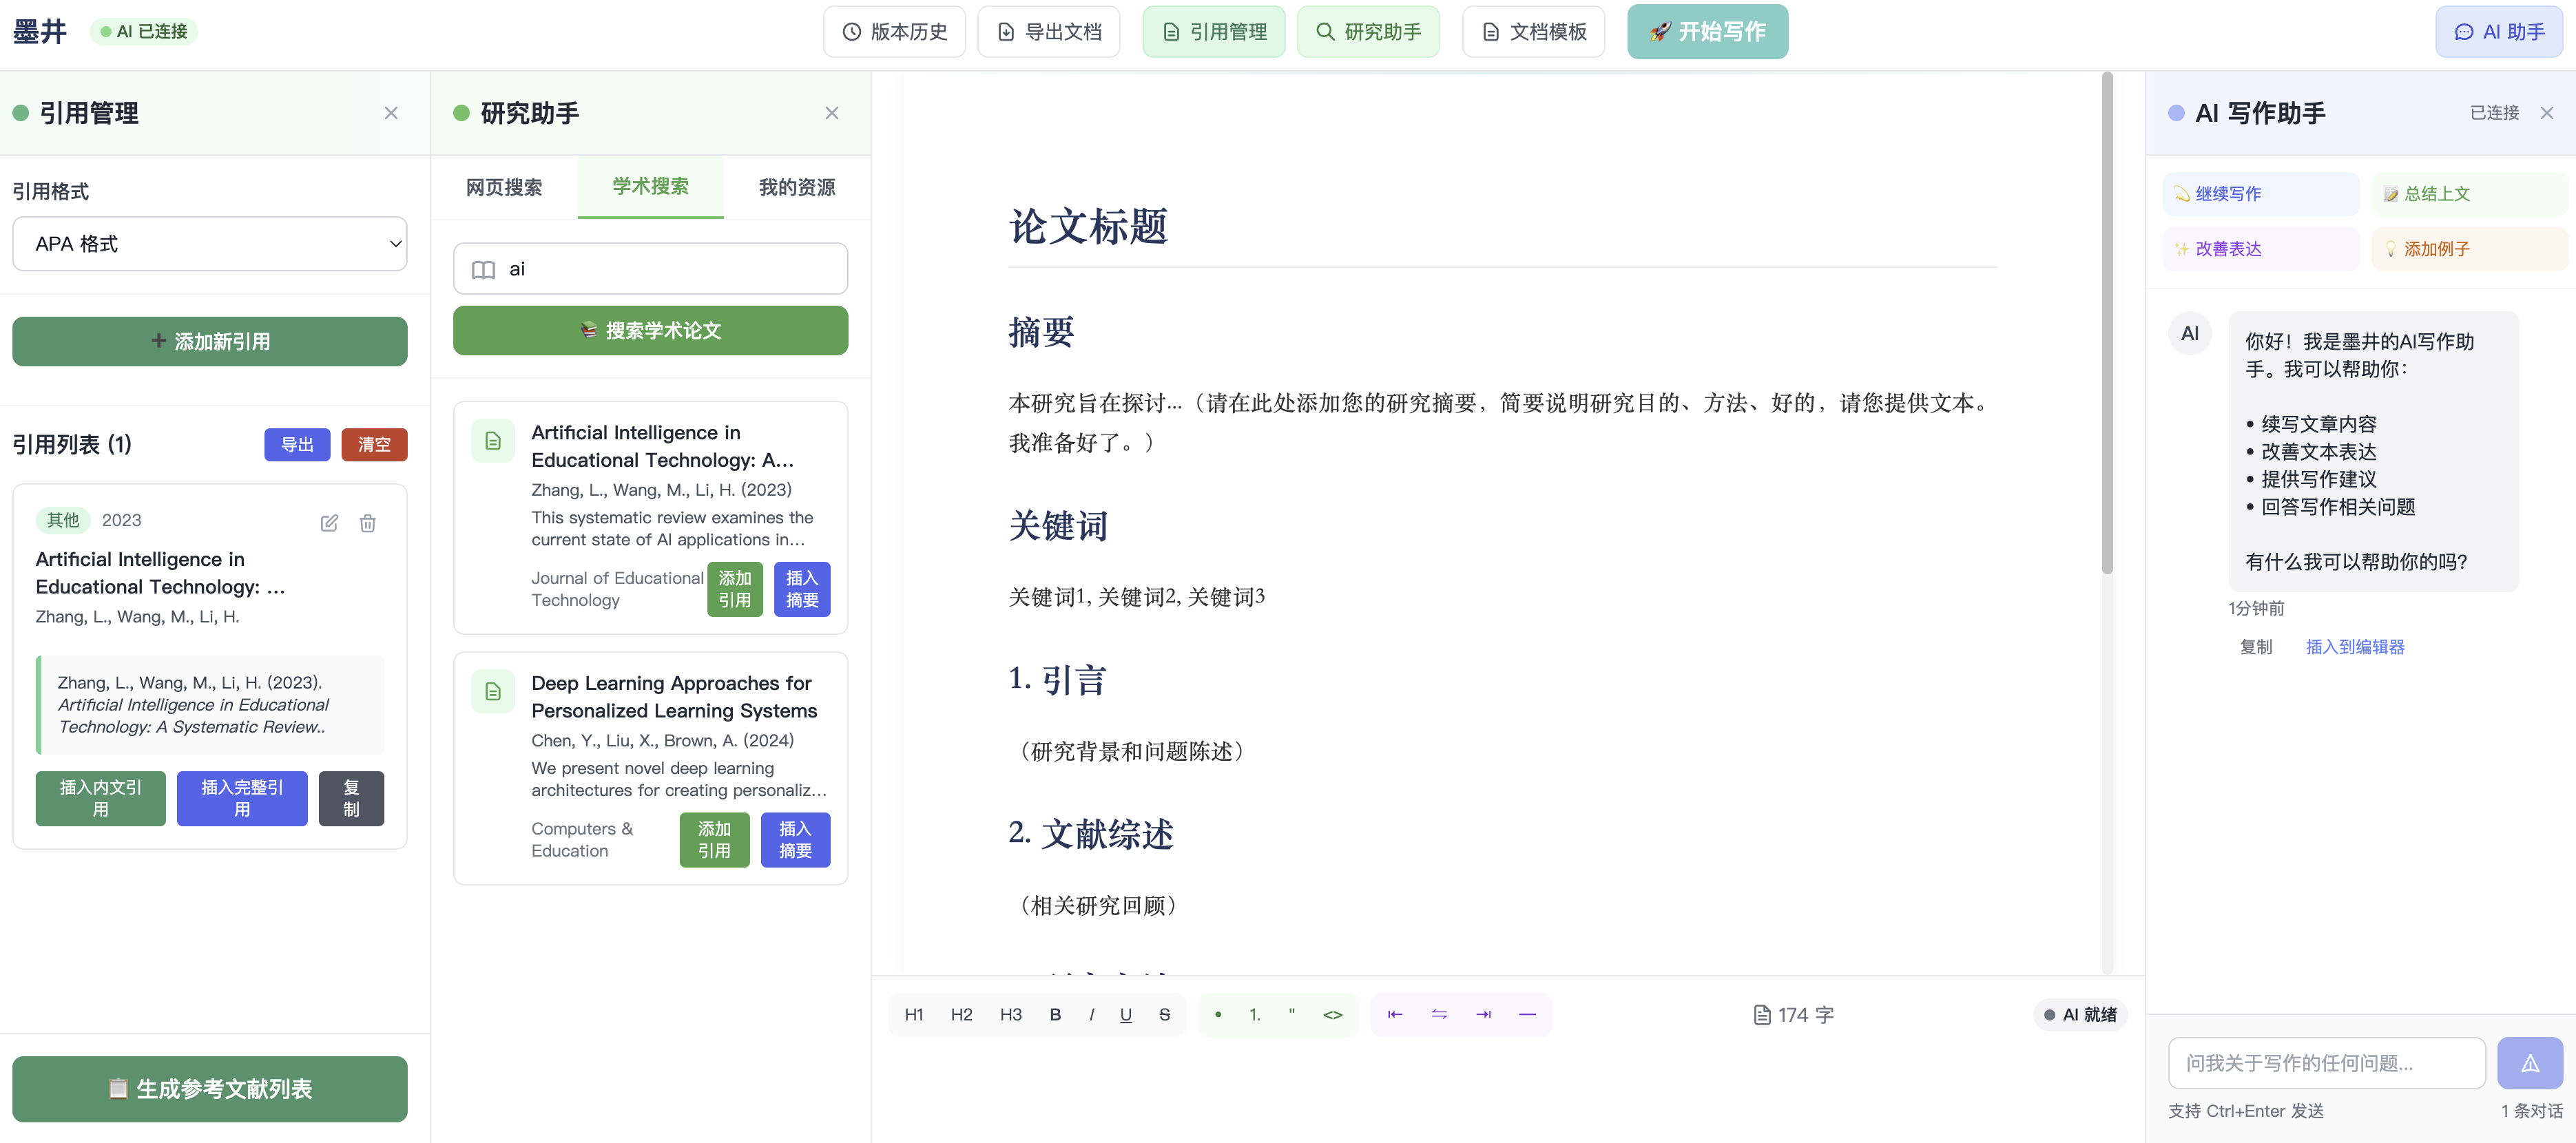 墨井
AI 已连接
版本历史
导出文档
引用管理
研究助手
文档模板
🚀 开始写作
AI 助手
引用管理
引用格式
APA 格式
➕ 添加新引用
引用列表 (1)
导出
清空
其他
2023
Artificial Intelligence in
Educational Technology: ...
Zhang, L., Wang, M., Li, H.
Zhang, L., Wang, M., Li, H. (2023).
Artificial Intelligence in Educational
Technology: A Systematic Review..
插入内文引
用
插入完整引
用
复
制
📋 生成参考文献列表
研究助手
网页搜索
学术搜索
我的资源
ai
📚 搜索学术论文
Artificial Intelligence in
Educational Technology: A...
Zhang, L., Wang, M., Li, H. (2023)
This systematic review examines the
current state of AI applications in...
Journal of Educational
Technology
添加
引用
插入
摘要
Deep Learning Approaches for
Personalized Learning Systems
Chen, Y., Liu, X., Brown, A. (2024)
We present novel deep learning
architectures for creating personaliz...
Computers &
Education
添加
引用
插入
摘要
论文标题
摘要
本研究旨在探讨...（请在此处添加您的研究摘要，简要说明研究目的、方法、好的，请您提供文本。
我准备好了。）
关键词
关键词1, 关键词2, 关键词3
1. 引言
（研究背景和问题陈述）
2. 文献综述
（相关研究回顾）
H1 H2 H3 B I U S • 1. " <>
174 字
AI 就绪
AI 写作助手
已连接
💫 继续写作
📝 总结上文
✨ 改善表达
💡 添加例子
AI
你好！我是墨井的AI写作助
手。我可以帮助你：
• 续写文章内容
• 改善文本表达
• 提供写作建议
• 回答写作相关问题
有什么我可以帮助你的吗？
1分钟前
复制
插入到编辑器
问我关于写作的任何问题...
支持 Ctrl+Enter 发送
1 条对话